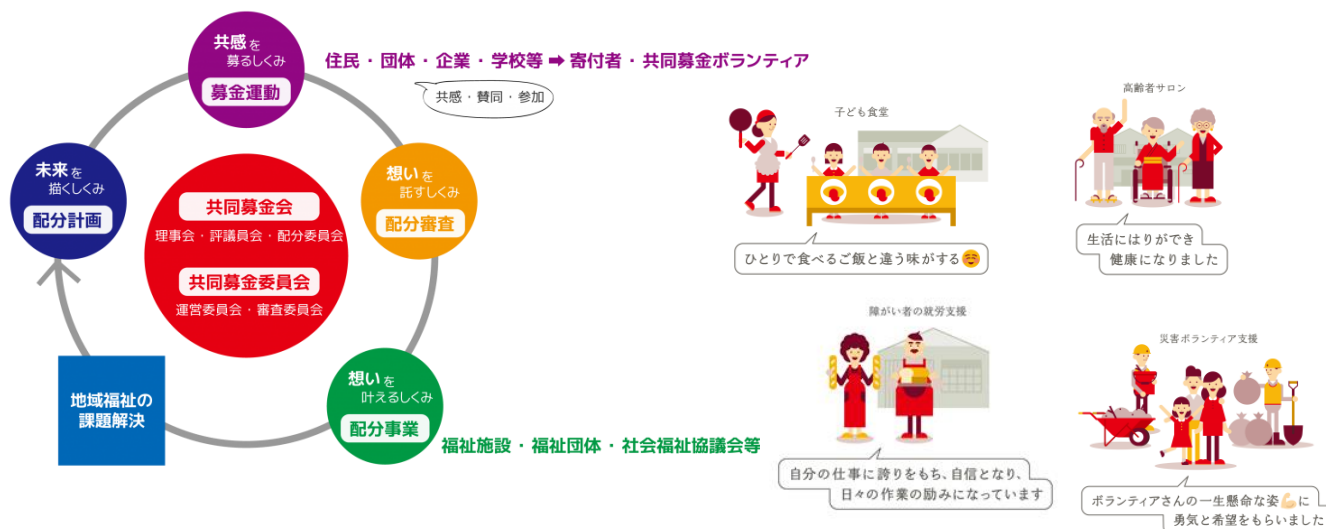 共感を
募るしくみ
募金運動
住民・団体・企業・学校等➡寄付者・共同募金ボランティア
共感・賛同・参加
未来を
描くしくみ
配分計画
想いを
託すしくみ
配分審査
共同募金会
理事会・評議員会・配分委員会
共同募金委員会
運営委員会・審査委員会
地域福祉の
課題解決
想いを
叶えるしくみ
配分事業
福祉施設・福祉団体・社会福祉協議会等
子ども食堂
ひとりで食べるご飯と違う味がする☺️
高齢者サロン
生活にはりができ
健康になりました
障がい者の就労支援
自分の仕事に誇りをもち、自信となり、
日々の作業の励みになっています
災害ボランティア支援
ボランティアさんの一生懸命な姿💪に
勇気と希望をもらいました